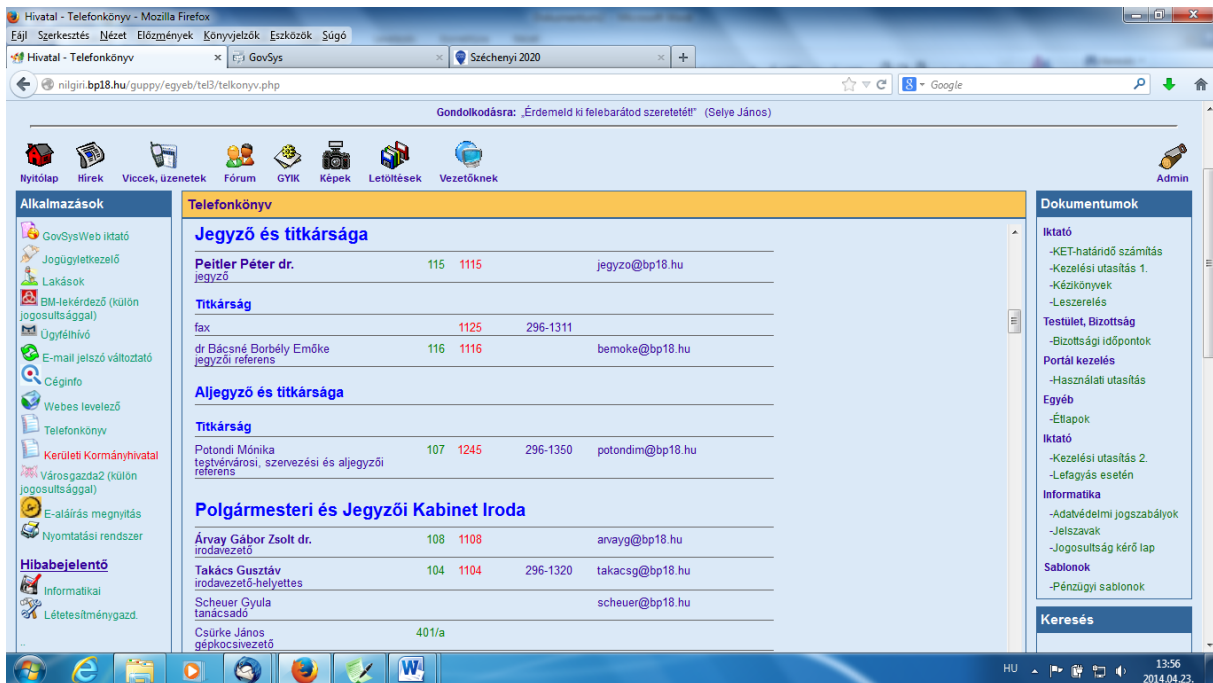 Hivatal - Telefonkönyv - Mozilla Firefox
Fájl Szerkesztés Nézet Előzmények Könyvjelzők Eszközök Súgó
Hivatal - Telefonkönyv × GovSys × Széchenyi 2020 × +
nilgiri.bp18.hu/guppy/egyeb/tel3/telkonyv.php Google
Gondolkodásra: „Érdemeld ki felebarátod szeretetét!” (Selye János)
Nyitólap Hírek Viccek, üzenetek Fórum GYIK Képek Letöltések Vezetőknek Admin
Alkalmazások
GovSysWeb iktató
Jogügyletkezelő
Lakások
BM-lekérdező (külön
jogosultsággal)
Ügyfélhívó
E-mail jelszó változtató
Céginfo
Webes levelező
Telefonkönyv
Kerületi Kormányhivatal
Városgazda2 (külön
jogosultsággal)
E-aláírás megnyitás
Nyomtatási rendszer
Hibabejelentő
Informatikai
Létetesítménygazd.
..
Telefonkönyv
Jegyző és titkársága
Peitler Péter dr. 115 1115 jegyzo@bp18.hu
jegyző
Titkárság
fax 1125 296-1311
dr Bácsné Borbély Emőke 116 1116 bemoke@bp18.hu
jegyzői referens
Aljegyző és titkársága
Titkárság
Potondi Mónika 107 1245 296-1350 potondim@bp18.hu
testvérvárosi, szervezési és aljegyzői
referens
Polgármesteri és Jegyzői Kabinet Iroda
Árvay Gábor Zsolt dr. 108 1108 arvayg@bp18.hu
irodavezető
Takács Gusztáv 104 1104 296-1320 takacsg@bp18.hu
irodavezető-helyettes
Scheuer Gyula scheuer@bp18.hu
tanácsadó
Csürke János 401/a
gépkocsivezető
Dokumentumok
Iktató
-KET-határidő számítás
-Kezelési utasítás 1.
-Kézikönyvek
-Leszerelés
Testület, Bizottság
-Bizottsági időpontok
Portál kezelés
-Használati utasítás
Egyéb
-Étlapok
Iktató
-Kezelési utasítás 2.
-Lefagyás esetén
Informatika
-Adatvédelmi jogszabályok
-Jelszavak
-Jogosultság kérő lap
Sablonok
-Pénzügyi sablonok
Keresés
HU 13:56
2014.04.23.